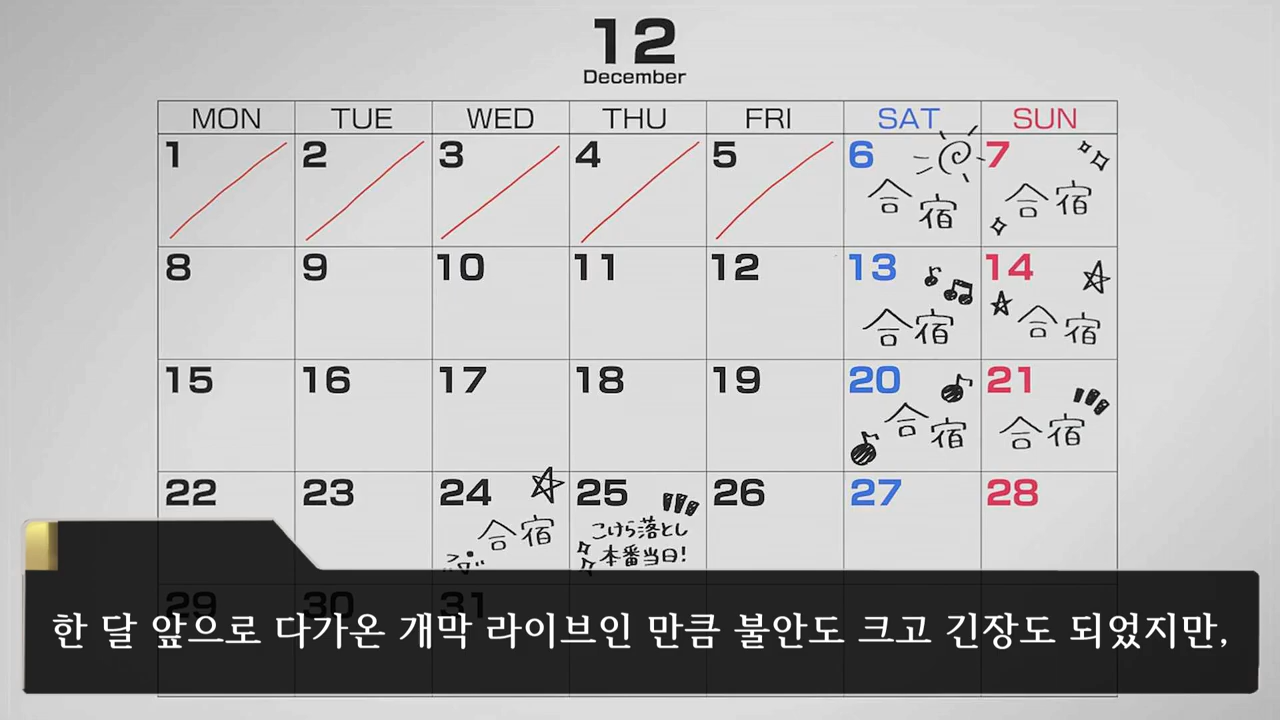 12
December
MON TUE WED THU FRI SAT SUN
1 2 3 4 5 6 7
合宿 合宿
8 9 10 11 12 13 14
合宿 合宿
15 16 17 18 19 20 21
合宿 合宿
22 23 24 25 26 27 28
合宿 こけら落とし
本番当日!
29 30 31
한 달 앞으로 다가온 개막 라이브인 만큼 불안도 크고 긴장도 되었지만,